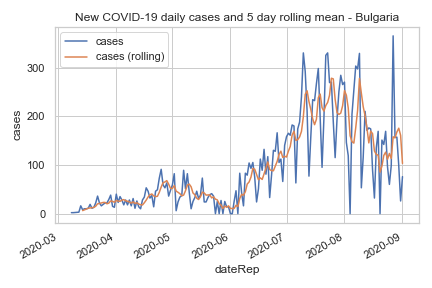 New COVID-19 daily cases and 5 day rolling mean - Bulgaria
cases
cases (rolling)
cases
300
200
100
0
2020-03
2020-04
2020-05
2020-06
2020-07
2020-08
2020-09
dateRep